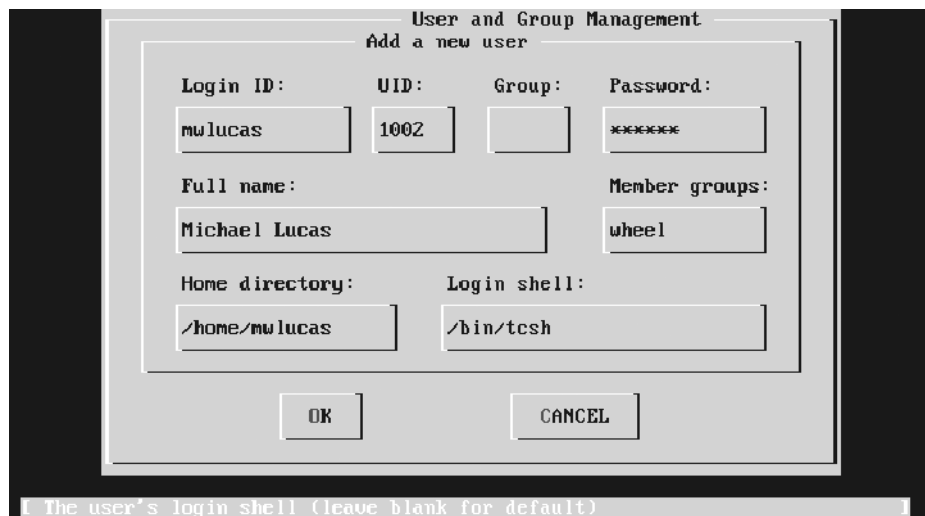 User and Group Management
Add a new user
Login ID: UID: Group: Password:
mwlucas 1002 ******
Full name: Member groups:
Michael Lucas wheel
Home directory: Login shell:
/home/mwlucas /bin/tcsh
OK CANCEL
[ The user's login shell (leave blank for default) ]